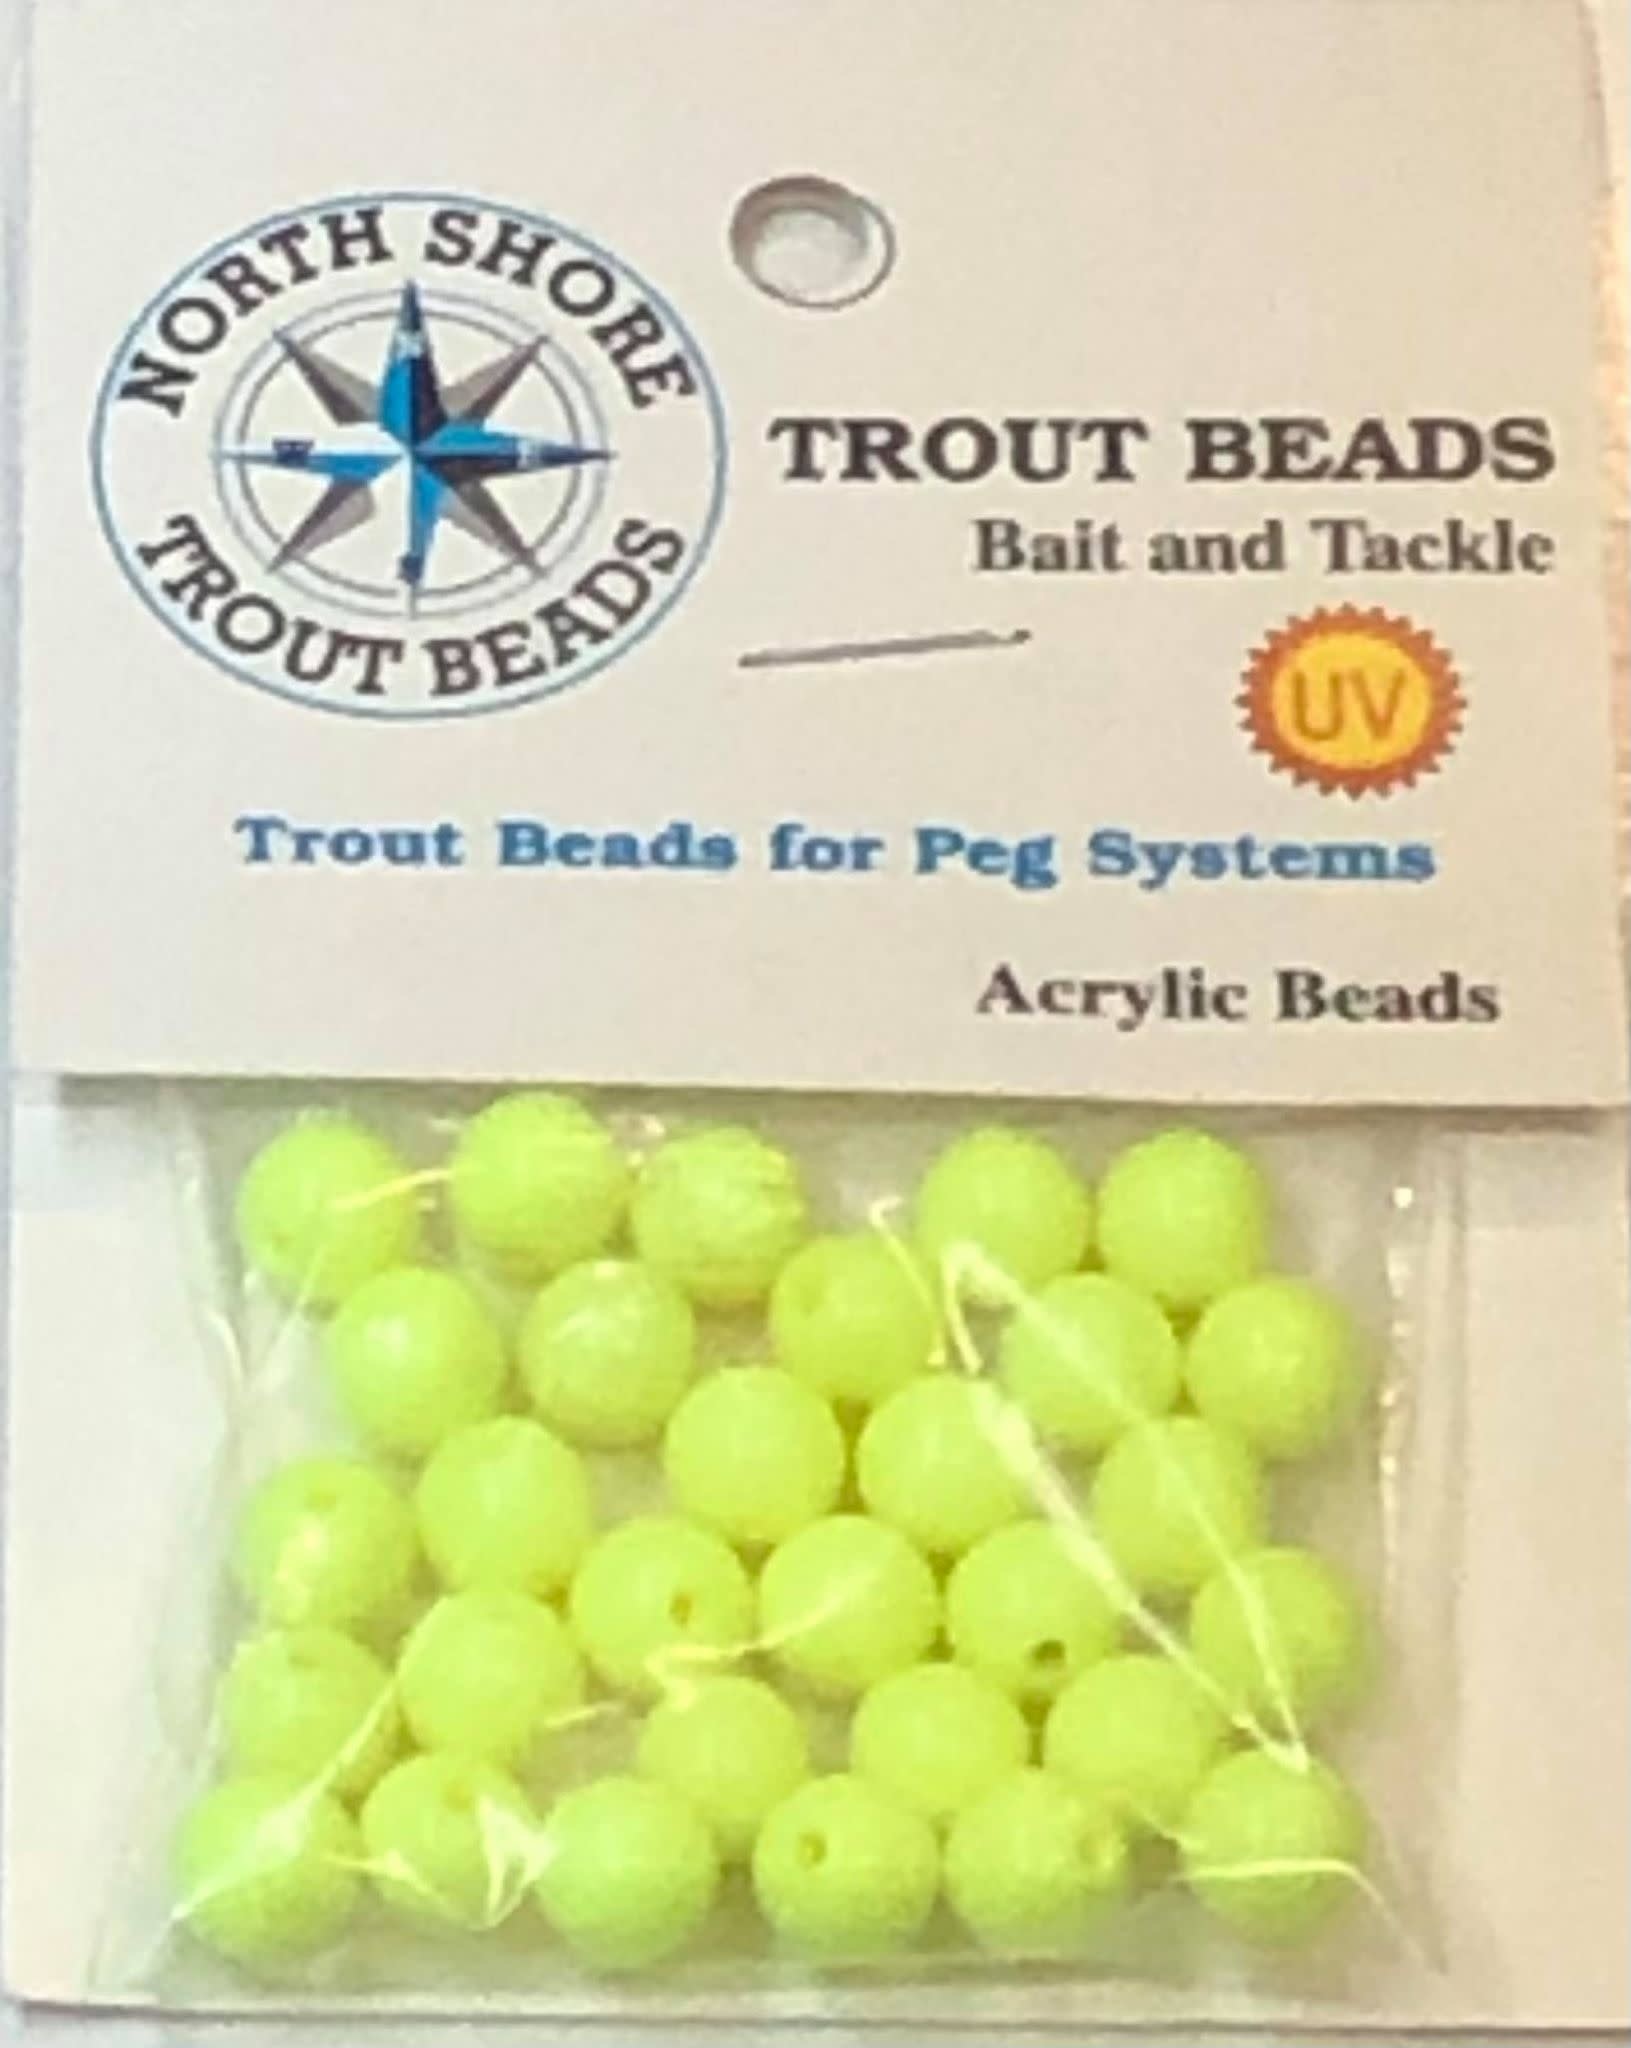 NORTH SHORE
TROUT BEADS
TROUT BEADS
Bait and Tackle
UV
Trout Beads for Peg Systems
Acrylic Beads